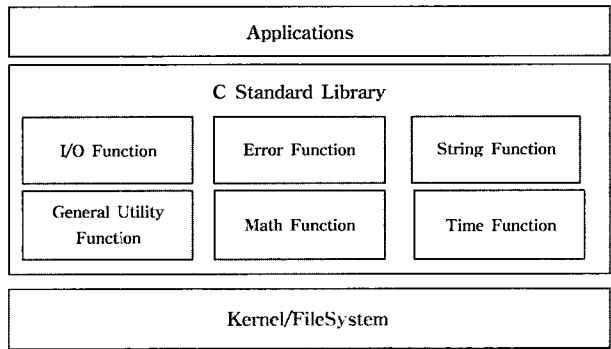 Applications
C Standard Library
I/O Function
Error Function
String Function
General Utility
Function
Math Function
Time Function
Kernel/FileSystem